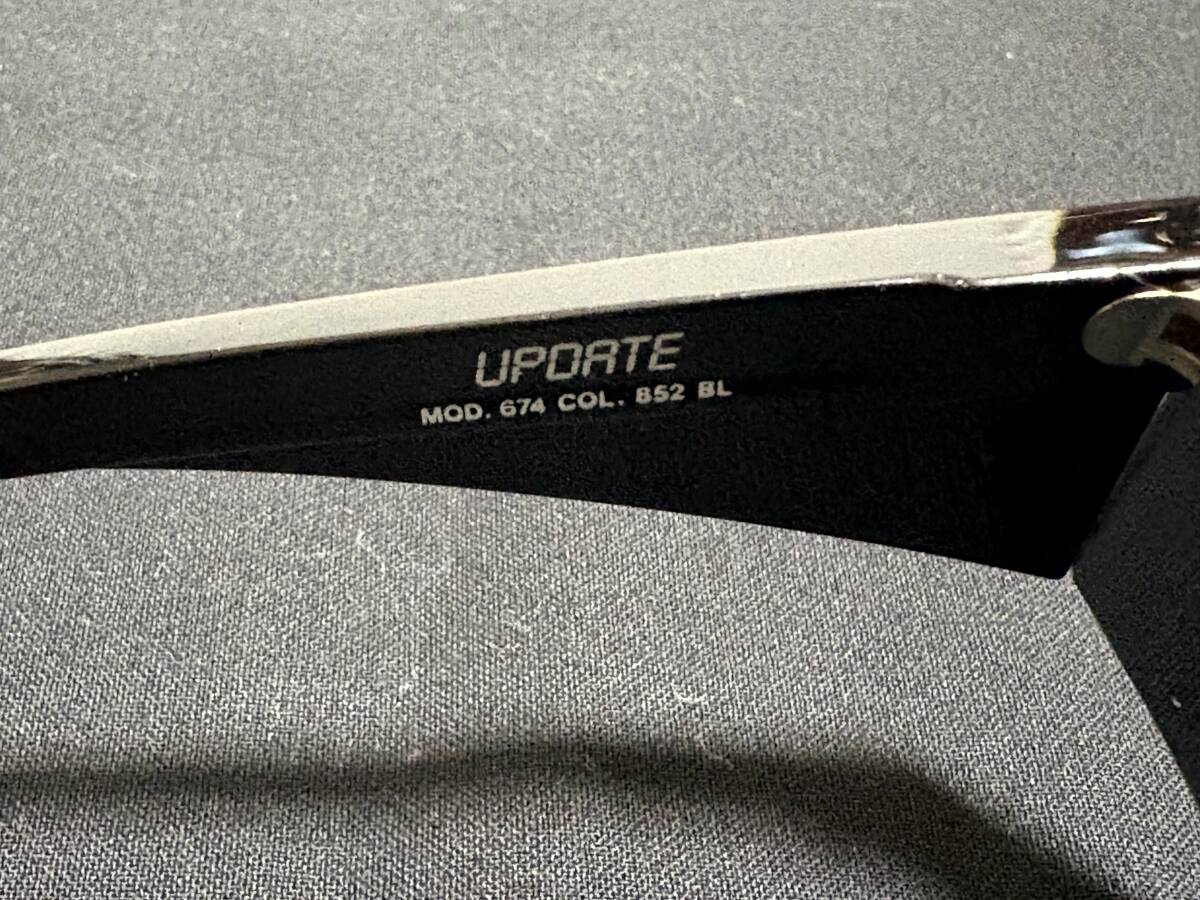 UPDATE
MOD. 674 COL. 852 BL